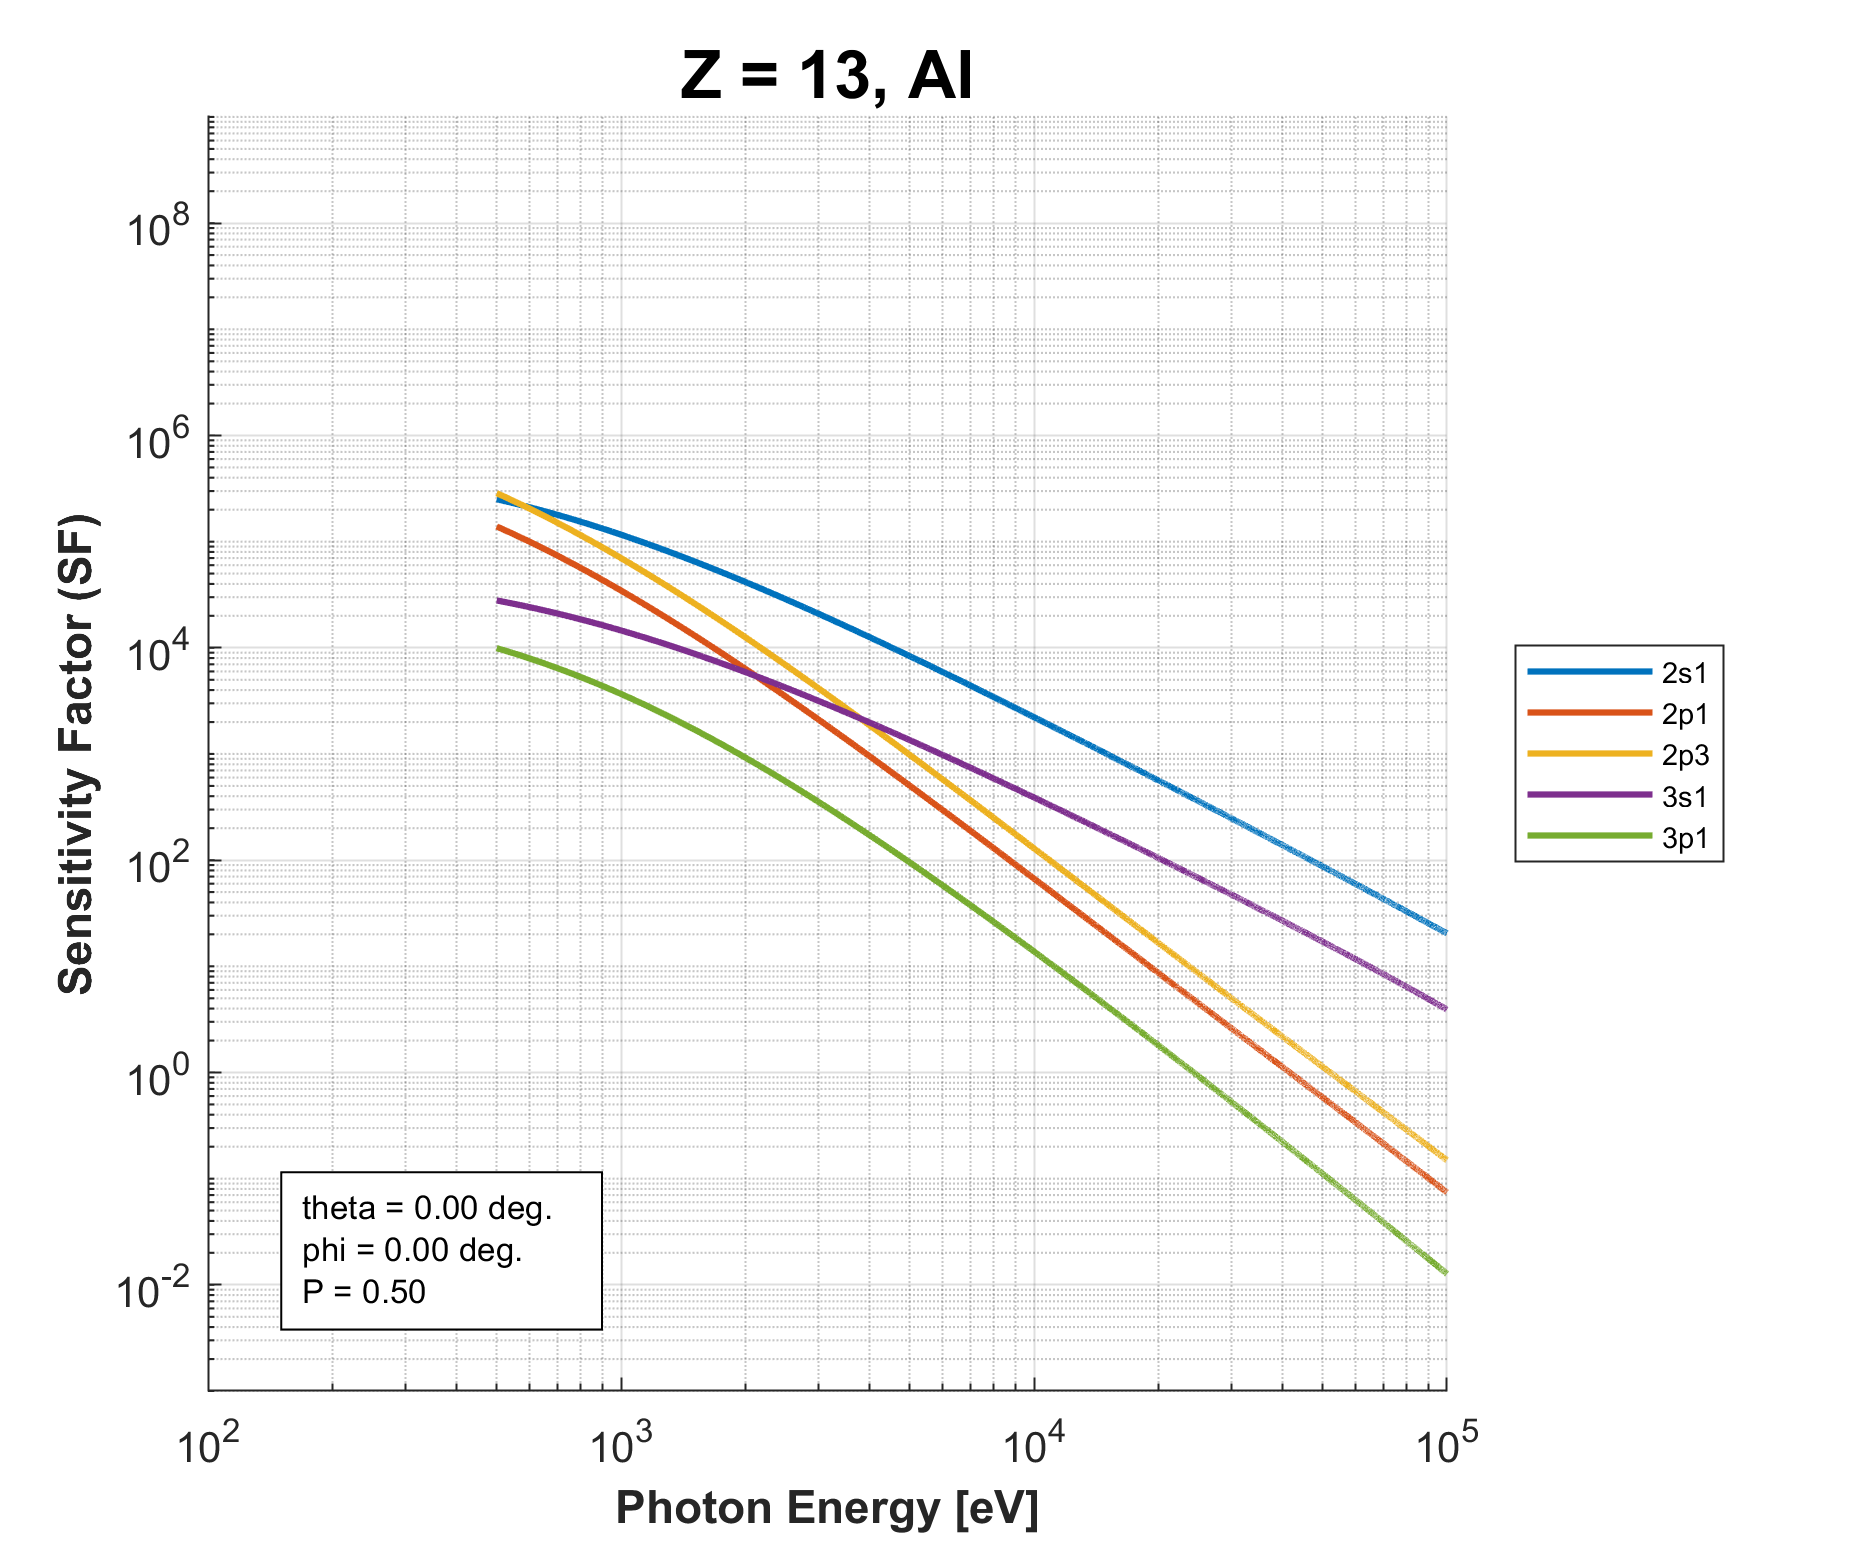 Z = 13, Al
10^8
10^6
10^4
10^2
10^0
10^-2
Sensitivity Factor (SF)
2s1
2p1
2p3
3s1
3p1
theta = 0.00 deg.
phi = 0.00 deg.
P = 0.50
10^2 10^3 10^4 10^5
Photon Energy [eV]